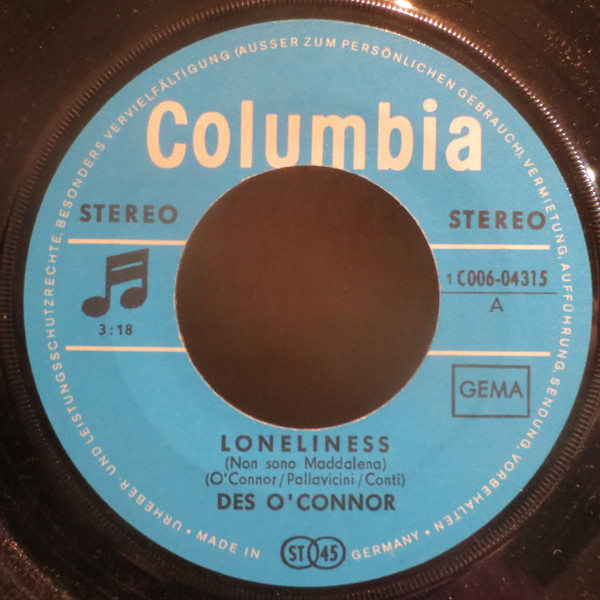 URHEBER- UND LEISTUNGSSCHUTZRECHTE, BESONDERS VERVIELFÄLTIGUNG (AUSSER ZUM PERSÖNLICHEN GEBRAUCH), VERMIETUNG, AUFFÜHRUNG, SENDUNG, VORBEHALTEN
Columbia
STEREO STEREO
1 C006-04315
A
3:18
GEMA
LONELINESS
(Non sono Maddalena)
(O'Connor/Pallavicini/Conti)
DES O'CONNOR
• MADE IN GERMANY •
ST 45